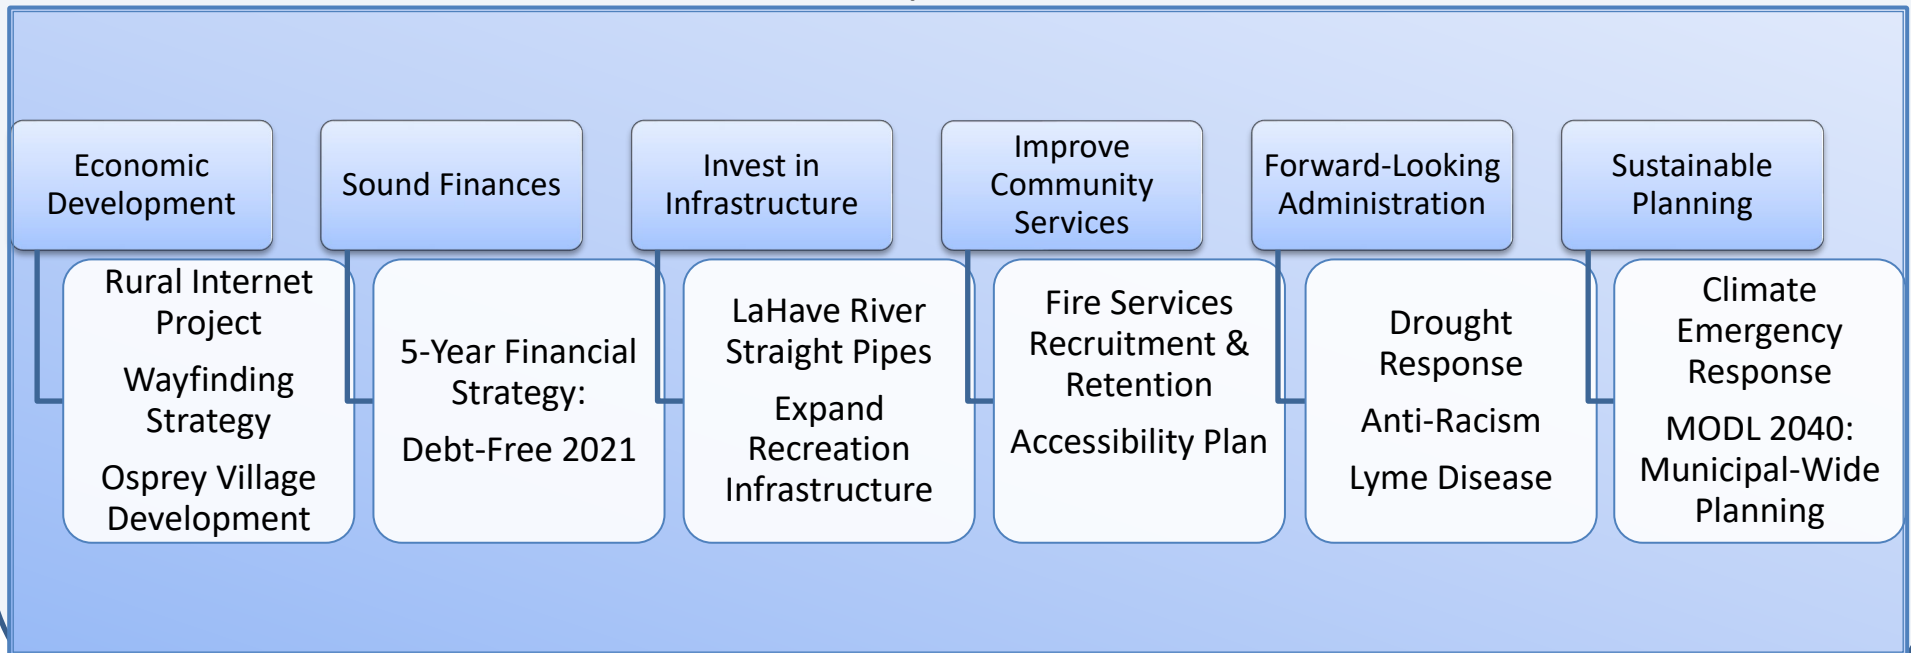 Economic
Development
Sound Finances
Invest in
Infrastructure
Improve
Community
Services
Forward-Looking
Administration
Sustainable
Planning
Rural Internet
Project
Wayfinding
Strategy
Osprey Village
Development
5-Year Financial
Strategy:
Debt-Free 2021
LaHave River
Straight Pipes
Expand
Recreation
Infrastructure
Fire Services
Recruitment &
Retention
Accessibility Plan
Drought
Response
Anti-Racism
Lyme Disease
Climate
Emergency
Response
MODL 2040:
Municipal-Wide
Planning